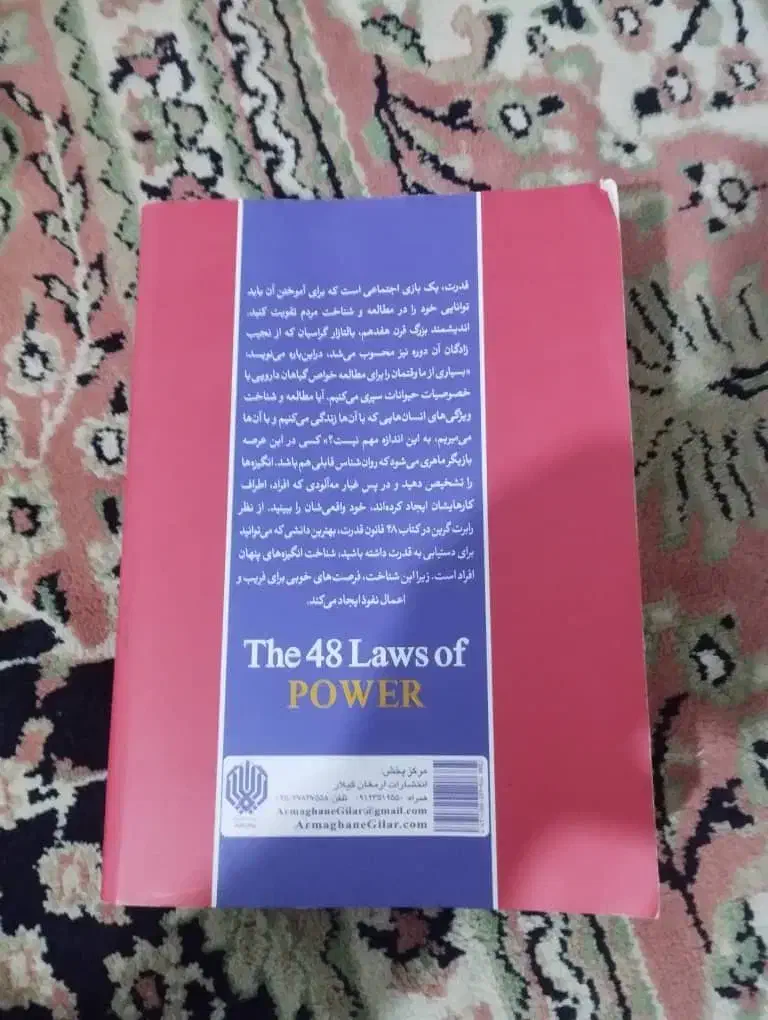 قدرت، یک بازی اجتماعی است که برای آموختن آن باید
توانایی خود را در مطالعه و شناخت مردم تقویت کنید.
اندیشمند بزرگ قرن هفدهم، بالتازار گراسیان که از نجیب
زادگان آن دوره نیز محسوب می‌شد، دراین‌باره می‌نویسد:
«بسیاری از ما وقتمان را برای مطالعه خواص گیاهان دارویی یا
خصوصیات حیوانات سپری می‌کنیم. آیا مطالعه و شناخت
ویژگی‌های انسان‌هایی که با آن‌ها زندگی می‌کنیم و با آن‌ها
می‌میریم، به این اندازه مهم نیست؟» کسی در این عرصه
بازیگر ماهری می‌شود که روان‌شناس قابلی هم باشد. انگیزه‌ها
را تشخیص دهید و در پس غبار مه‌آلودی که افراد، اطراف
کارهایشان ایجاد کرده‌اند، خود واقعی‌شان را ببینید. از نظر
رابرت گرین در کتاب ۴۸ قانون قدرت، بهترین دانشی که می‌توانید
برای دستیابی به قدرت داشته باشید، شناخت انگیزه‌های پنهان
افراد است. زیرا این شناخت، فرصت‌های خوبی برای فریب و
اعمال نفوذ ایجاد می‌کند.
The 48 Laws of
POWER
مرکز پخش:
انتشارات ارمغان گیلار
همراه: ۰۹۱۲۳۵۱۹۵۵۰ تلفن: ۰۲۵-۳۷۸۳۷۵۵۸
ArmaghaneGilar@gmail.com
ArmaghaneGilar.com